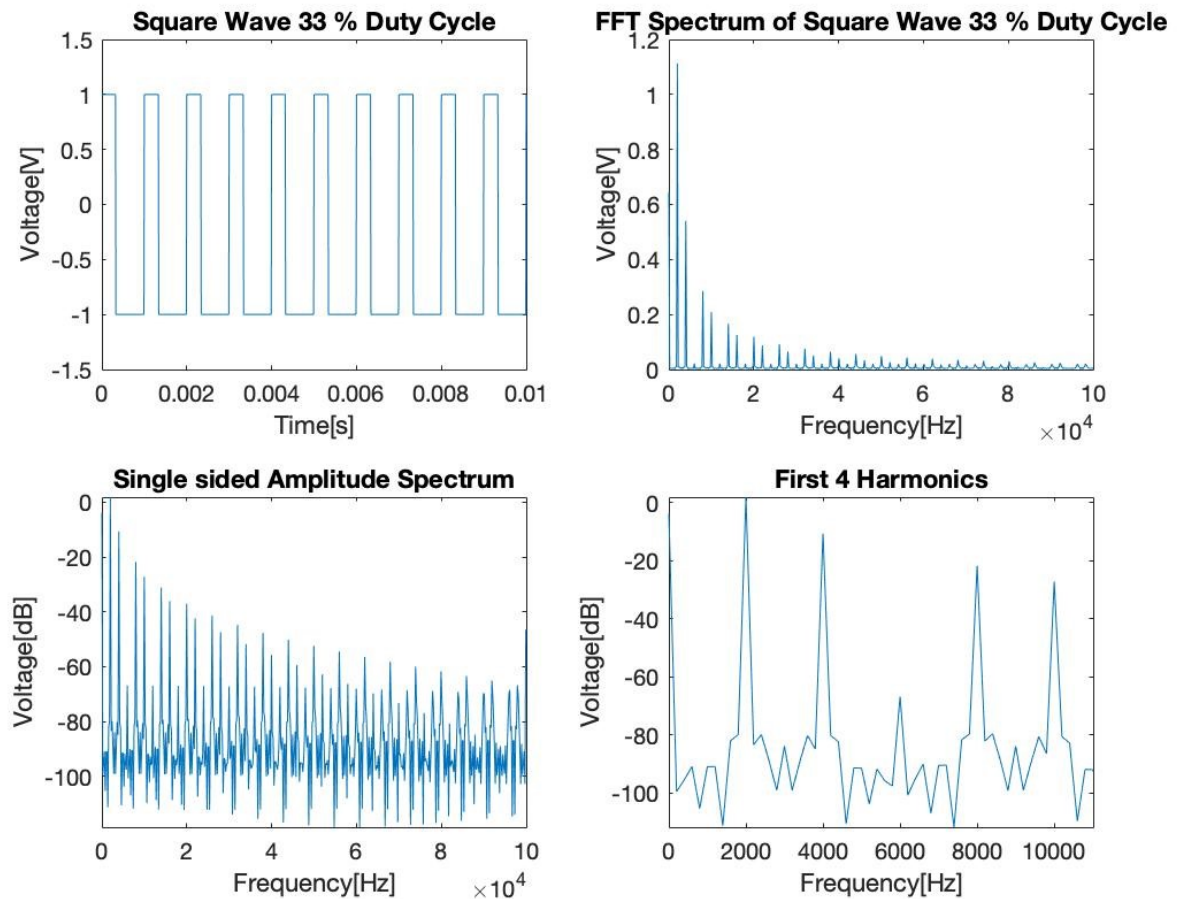 Square Wave 33 % Duty Cycle
1.5
1
0.5
0
-0.5
-1
-1.5
Voltage[V]
0 0.002 0.004 0.006 0.008 0.01
Time[s]
FFT Spectrum of Square Wave 33 % Duty Cycle
1.2
1
0.8
0.6
0.4
0.2
0
Voltage[V]
0 2 4 6 8 10
Frequency[Hz]
×10⁴
Single sided Amplitude Spectrum
0
-20
-40
-60
-80
-100
Voltage[dB]
0 2 4 6 8 10
Frequency[Hz]
×10⁴
First 4 Harmonics
0
-20
-40
-60
-80
-100
Voltage[dB]
0 2000 4000 6000 8000 10000
Frequency[Hz]